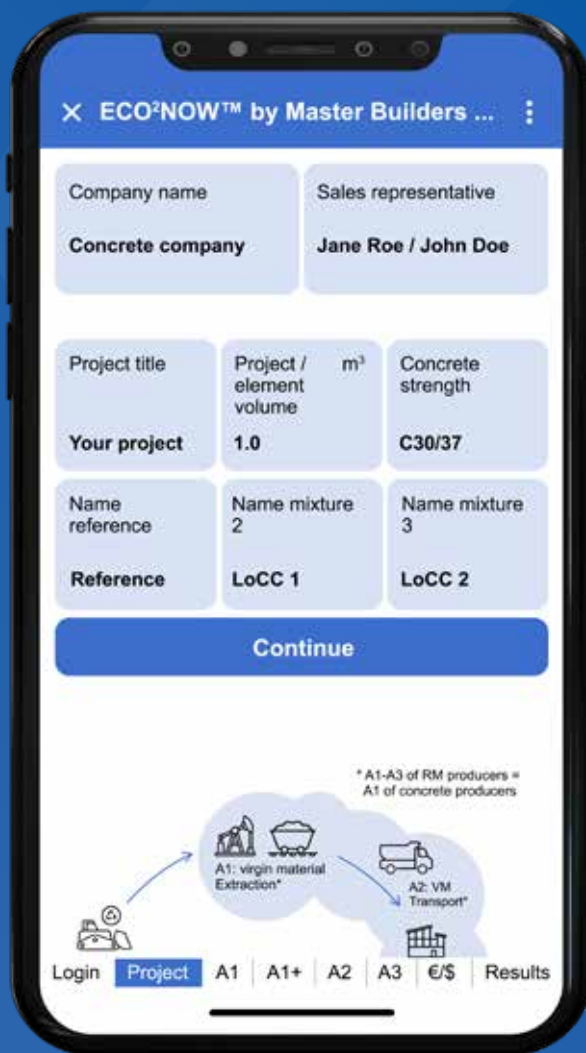 ECO²NOW™ by Master Builders ...
Company name
Concrete company
Sales representative
Jane Roe / John Doe
Project title
Your project
Project / m³
element
volume
1.0
Concrete
strength
C30/37
Name
reference
Reference
Name mixture
2
LoCC 1
Name mixture
3
LoCC 2
Continue
* A1-A3 of RM producers =
A1 of concrete producers
A1: virgin material
Extraction*
A2: VM
Transport*
Login Project A1 A1+ A2 A3 €/$ Results